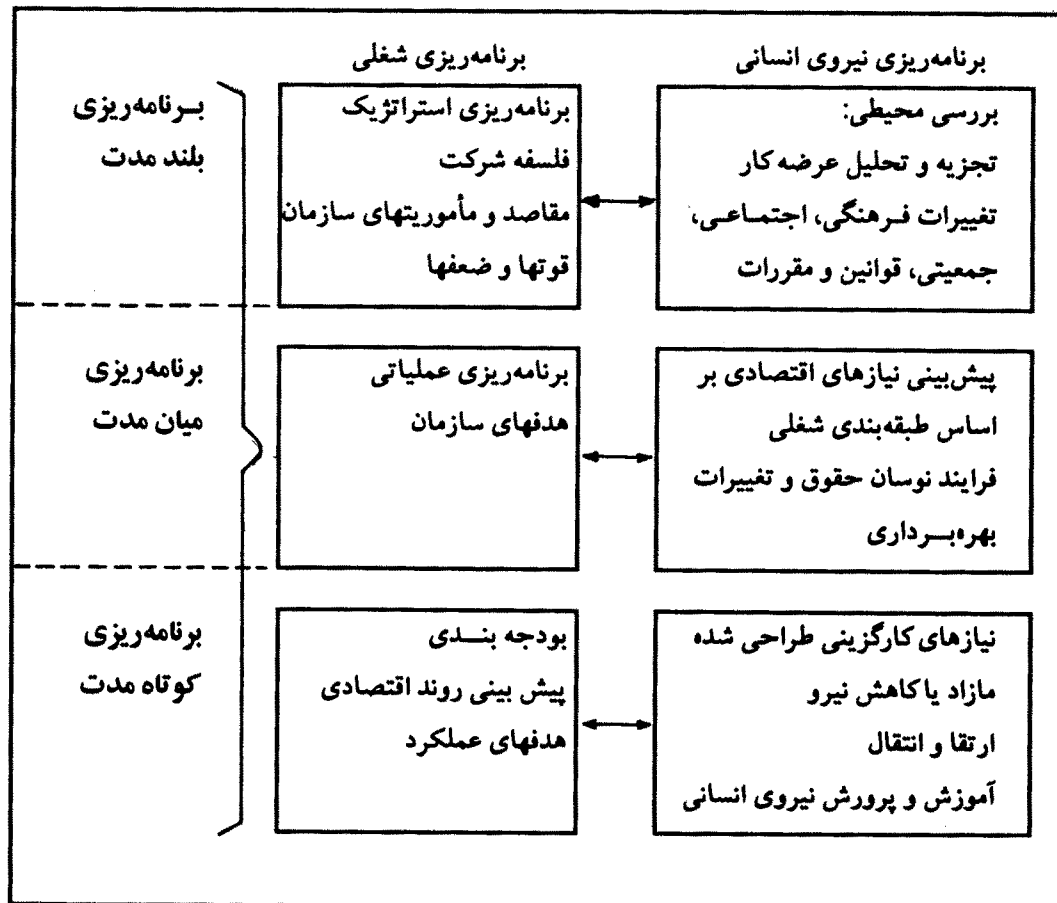 برنامه‌ریزی نیروی انسانی
بررسی محیطی:
تجزیه و تحلیل عرضه کار
تغییرات فرهنگی، اجتماعی،
جمعیتی، قوانین و مقررات
پیش‌بینی نیازهای اقتصادی بر
اساس طبقه‌بندی شغلی
فرایند نوسان حقوق و تغییرات
بهره‌برداری
نیازهای کارگزینی طراحی شده
مازاد یا کاهش نیرو
ارتقا و انتقال
آموزش و پرورش نیروی انسانی
برنامه‌ریزی شغلی
برنامه‌ریزی استراتژیک
فلسفه شرکت
مقاصد و مأموریتهای سازمان
قوتها و ضعفها
برنامه‌ریزی عملیاتی
هدفهای سازمان
بودجه بندی
پیش بینی روند اقتصادی
هدفهای عملکرد
برنامه‌ریزی
بلند مدت
برنامه‌ریزی
میان مدت
برنامه‌ریزی
کوتاه مدت